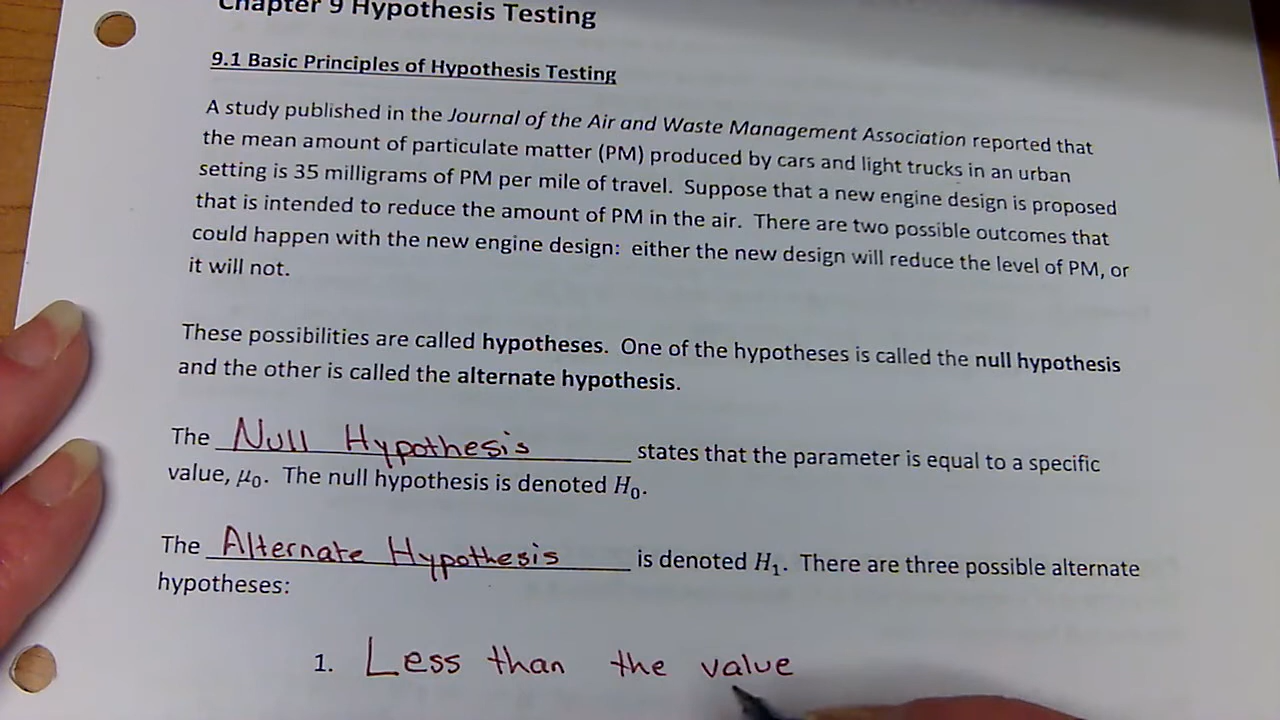 Chapter 9 Hypothesis Testing
9.1 Basic Principles of Hypothesis Testing
A study published in the Journal of the Air and Waste Management Association reported that
the mean amount of particulate matter (PM) produced by cars and light trucks in an urban
setting is 35 milligrams of PM per mile of travel. Suppose that a new engine design is proposed
that is intended to reduce the amount of PM in the air. There are two possible outcomes that
could happen with the new engine design: either the new design will reduce the level of PM, or
it will not.
These possibilities are called hypotheses. One of the hypotheses is called the null hypothesis
and the other is called the alternate hypothesis.
The Null Hypothesis states that the parameter is equal to a specific
value, μ₀. The null hypothesis is denoted H₀.
The Alternate Hypothesis is denoted H₁. There are three possible alternate
hypotheses:
1. Less than the value